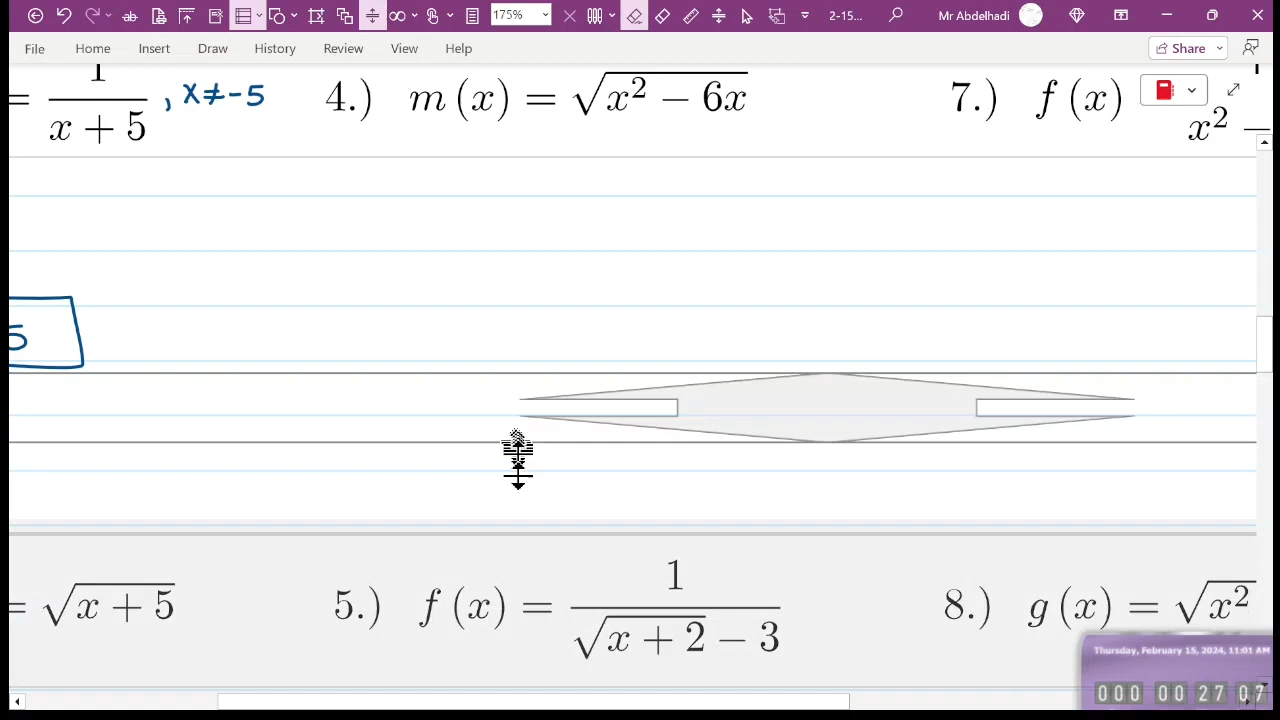 175% 2-15... Mr Abdelhadi
File Home Insert Draw History Review View Help Share
= 1/(x + 5) , x ≠ -5 4.) m (x) = √(x² − 6x) 7.) f (x)
x² −
5
= √(x + 5) 5.) f (x) = 1/(√(x + 2) − 3) 8.) g (x) = √x²
Thursday, February 15, 2024, 11:01 AM
000 00 27 07